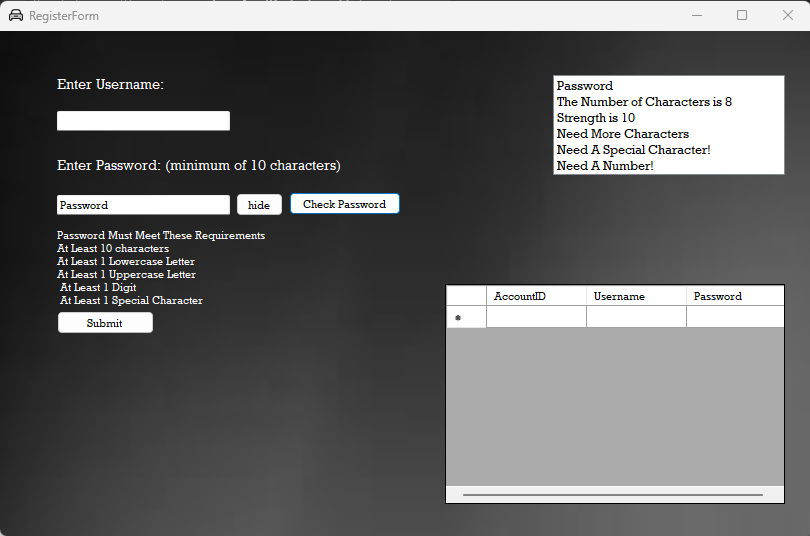 RegisterForm
Enter Username:
Enter Password: (minimum of 10 characters)
Password
hide
Check Password
Password Must Meet These Requirements
At Least 10 characters
At Least 1 Lowercase Letter
At Least 1 Uppercase Letter
At Least 1 Digit
At Least 1 Special Character
Submit
Password
The Number of Characters is 8
Strength is 10
Need More Characters
Need A Special Character!
Need A Number!
AccountID Username Password